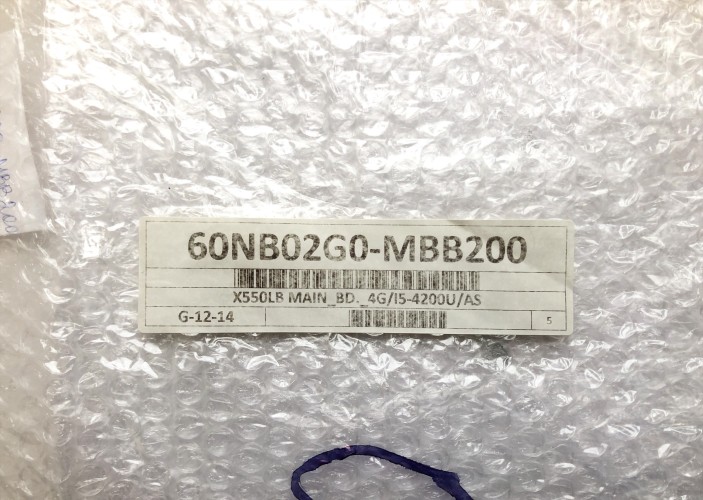 60NB02G0-MBB200
X550LB MAIN_BD._4G/I5-4200U/AS
G-12-14
5